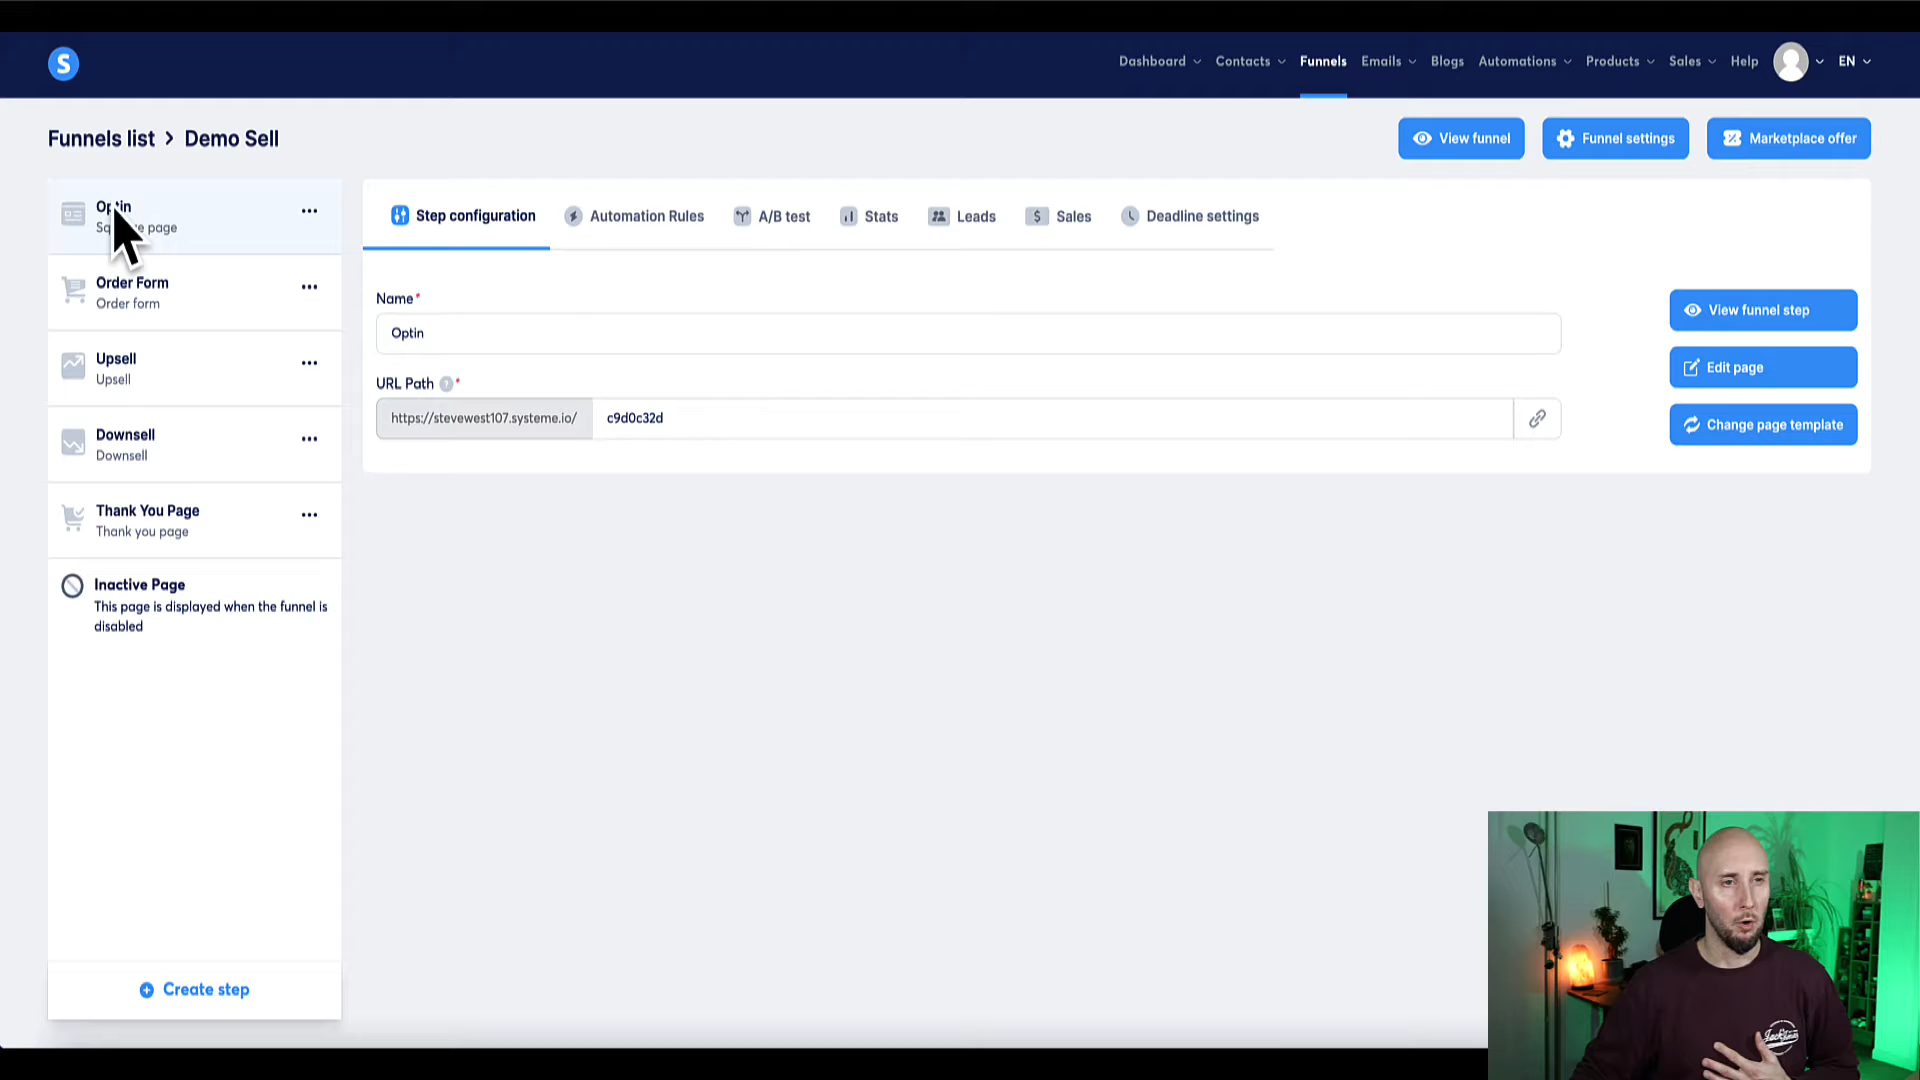 S
Dashboard
Contacts
Funnels
Emails
Blogs
Automations
Products
Sales
Help
EN
Funnels list > Demo Sell
View funnel
Funnel settings
Marketplace offer
Optin
page
Order Form
Order form
Upsell
Upsell
Downsell
Downsell
Thank You Page
Thank you page
Inactive Page
This page is displayed when the funnel is
disabled
Create step
Step configuration
Automation Rules
A/B test
Stats
Leads
Sales
Deadline settings
Name*
Optin
URL Path ? *
https://stevewest107.systeme.io/
c9d0c32d
View funnel step
Edit page
Change page template